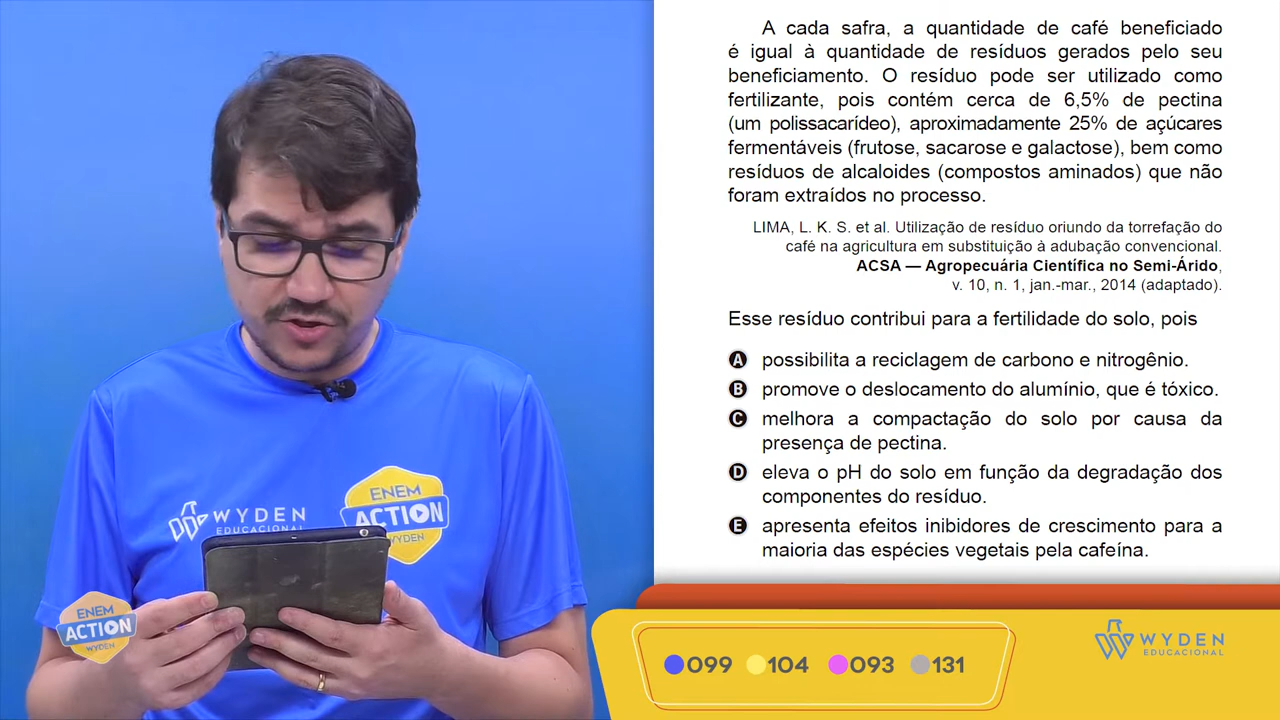 A cada safra, a quantidade de café beneficiado
é igual à quantidade de resíduos gerados pelo seu
beneficiamento. O resíduo pode ser utilizado como
fertilizante, pois contém cerca de 6,5% de pectina
(um polissacarídeo), aproximadamente 25% de açúcares
fermentáveis (frutose, sacarose e galactose), bem como
resíduos de alcaloides (compostos aminados) que não
foram extraídos no processo.
LIMA, L. K. S. et al. Utilização de resíduo oriundo da torrefação do
café na agricultura em substituição à adubação convencional.
ACSA — Agropecuária Científica no Semi-Árido,
v. 10, n. 1, jan.-mar., 2014 (adaptado).
Esse resíduo contribui para a fertilidade do solo, pois
A possibilita a reciclagem de carbono e nitrogênio.
B promove o deslocamento do alumínio, que é tóxico.
C melhora a compactação do solo por causa da
presença de pectina.
D eleva o pH do solo em função da degradação dos
componentes do resíduo.
E apresenta efeitos inibidores de crescimento para a
maioria das espécies vegetais pela cafeína.
WYDEN
EDUCACIONAL
ENEM
ACTION
WYDEN
ENEM
ACTION
WYDEN
099 104 093 131
WYDEN
EDUCACIONAL